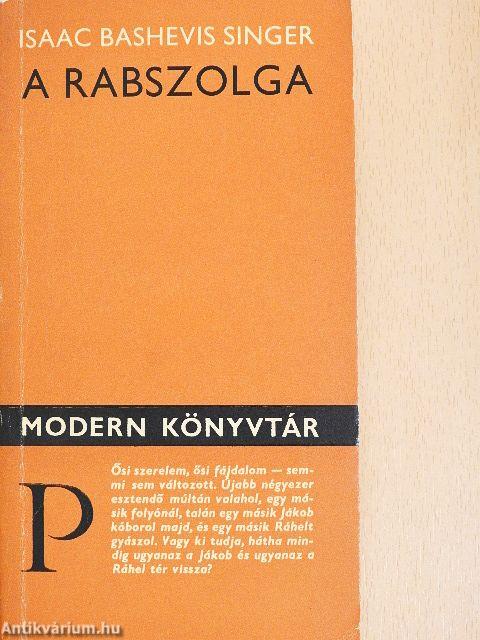 ISAAC BASHEVIS SINGER
A RABSZOLGA
MODERN KÖNYVTÁR
P
Ősi szerelem, ősi fájdalom — sem-
mi sem változott. Újabb négyezer
esztendő múltán valahol, egy má-
sik folyónál, talán egy másik Jákob
kóborol majd, és egy másik Ráhelt
gyászol. Vagy ki tudja, hátha min-
dig ugyanaz a Jákob és ugyanaz a
Ráhel tér vissza?
Antikvárium.hu